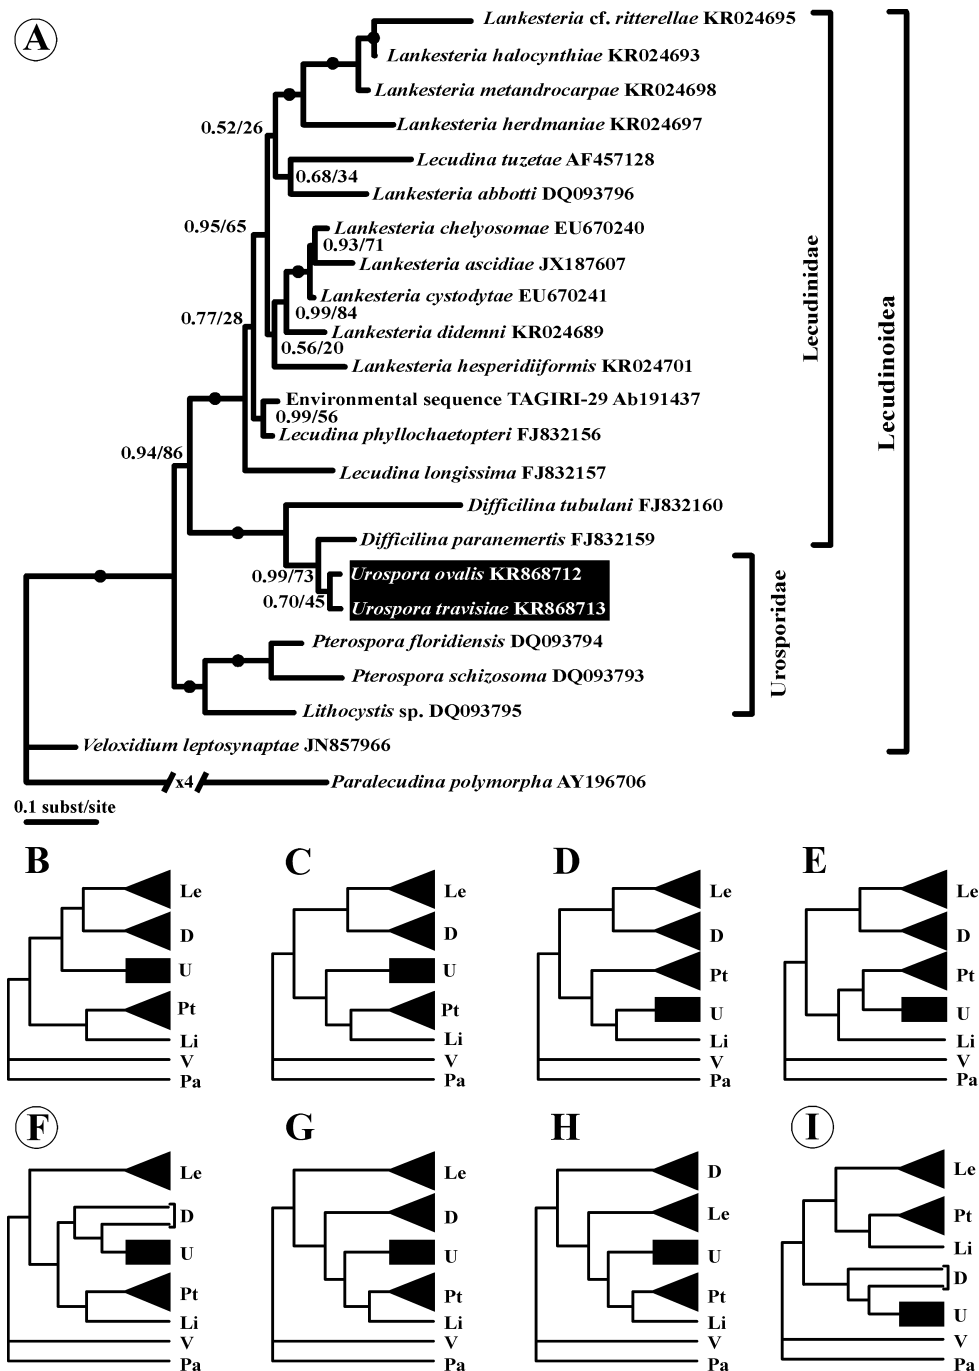 A
Lankesteria cf. ritterellae KR024695
Lankesteria halocynthiae KR024693
Lankesteria metandrocarpae KR024698
Lankesteria herdmaniae KR024697
0.52/26
Lecudina tuzetae AF457128
0.68/34
Lankesteria abbotti DQ093796
0.95/65
Lankesteria chelyosomae EU670240
0.93/71
Lankesteria ascidiae JX187607
Lankesteria cystodytae EU670241
0.99/84
0.77/28
Lankesteria didemni KR024689
0.56/20
Lankesteria hesperidiiformis KR024701
Environmental sequence TAGIRI-29 Ab191437
0.99/56
Lecudina phyllochaetopteri FJ832156
0.94/86
Lecudina longissima FJ832157
Difficilina tubulani FJ832160
Difficilina paranemertis FJ832159
0.99/73
Urospora ovalis KR868712
0.70/45
Urospora travisiae KR868713
Pterospora floridiensis DQ093794
Pterospora schizosoma DQ093793
Lithocystis sp. DQ093795
Veloxidium leptosynaptae JN857966
x4
Paralecudina polymorpha AY196706
0.1 subst/site
Lecudinidae
Urosporidae
Lecudinoidea
B
Le
D
U
Pt
Li
V
Pa
C
Le
D
U
Pt
Li
V
Pa
D
Le
D
Pt
U
Li
V
Pa
E
Le
D
Pt
U
Li
V
Pa
F
Le
D
U
Pt
Li
V
Pa
G
Le
D
U
Pt
Li
V
Pa
H
D
Le
U
Pt
Li
V
Pa
I
Le
Pt
Li
D
U
V
Pa